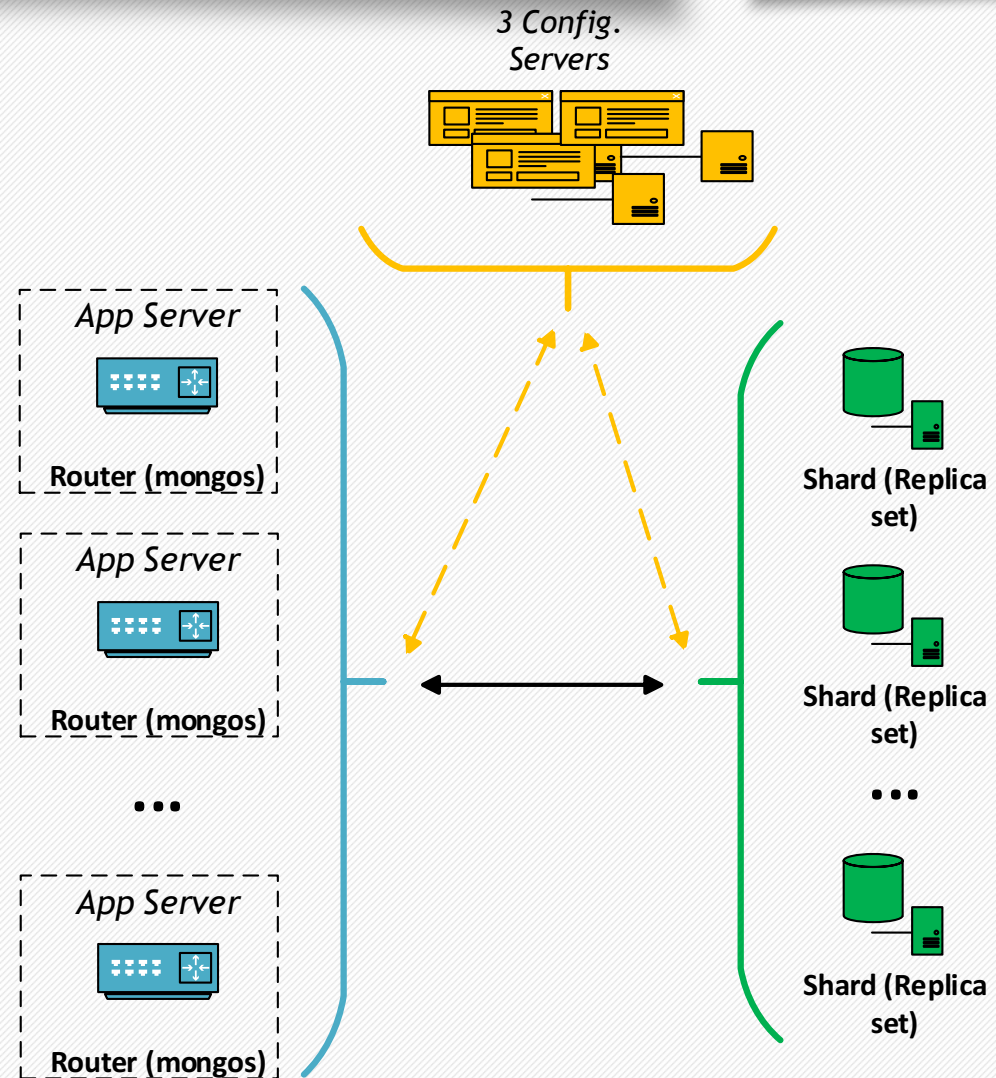 3 Config.
Servers
App Server
Router (mongos)
App Server
Router (mongos)
...
App Server
Router (mongos)
Shard (Replica
set)
Shard (Replica
set)
...
Shard (Replica
set)